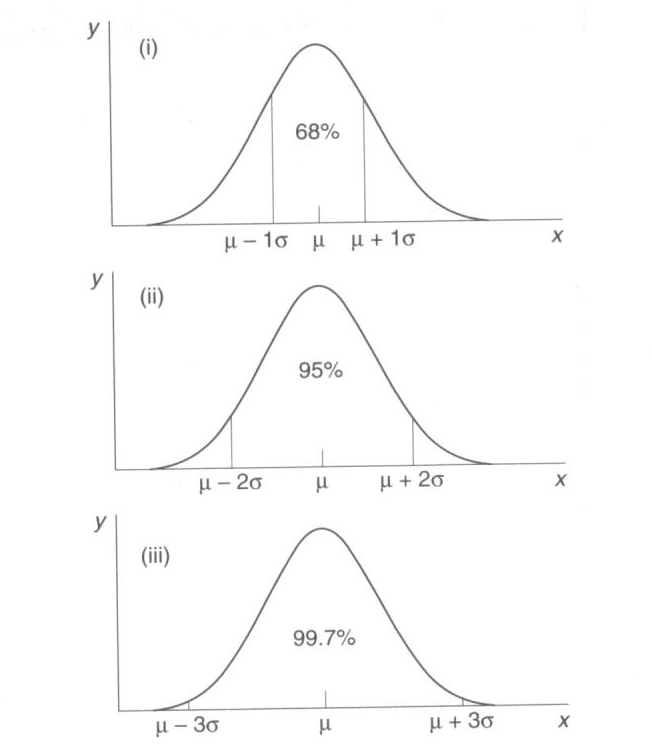 y
(i)
68%
μ – 1σ μ μ + 1σ x
y
(ii)
95%
μ – 2σ μ μ + 2σ x
y
(iii)
99.7%
μ – 3σ μ μ + 3σ x